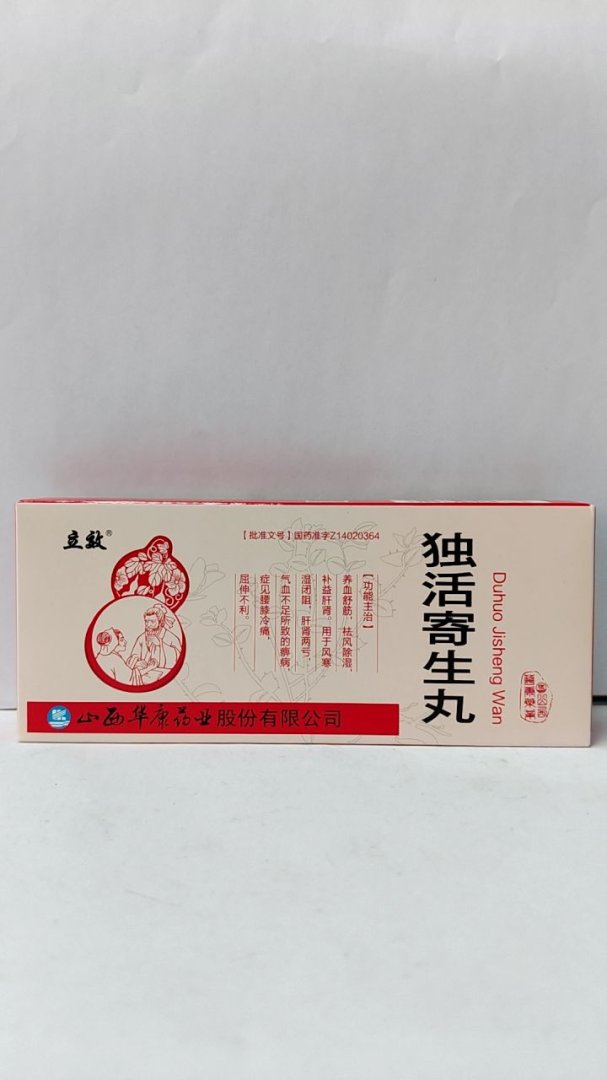 立效®
【批准文号】国药准字Z14020364
独活寄生丸
Duhuo Jisheng Wan
【功能主治】
养血舒筋，祛风除湿，
补益肝肾。用于风寒
湿闭阻，肝肾两亏，
气血不足所致的痹病，
症见腰膝冷痛，
屈伸不利。
山西华康药业股份有限公司